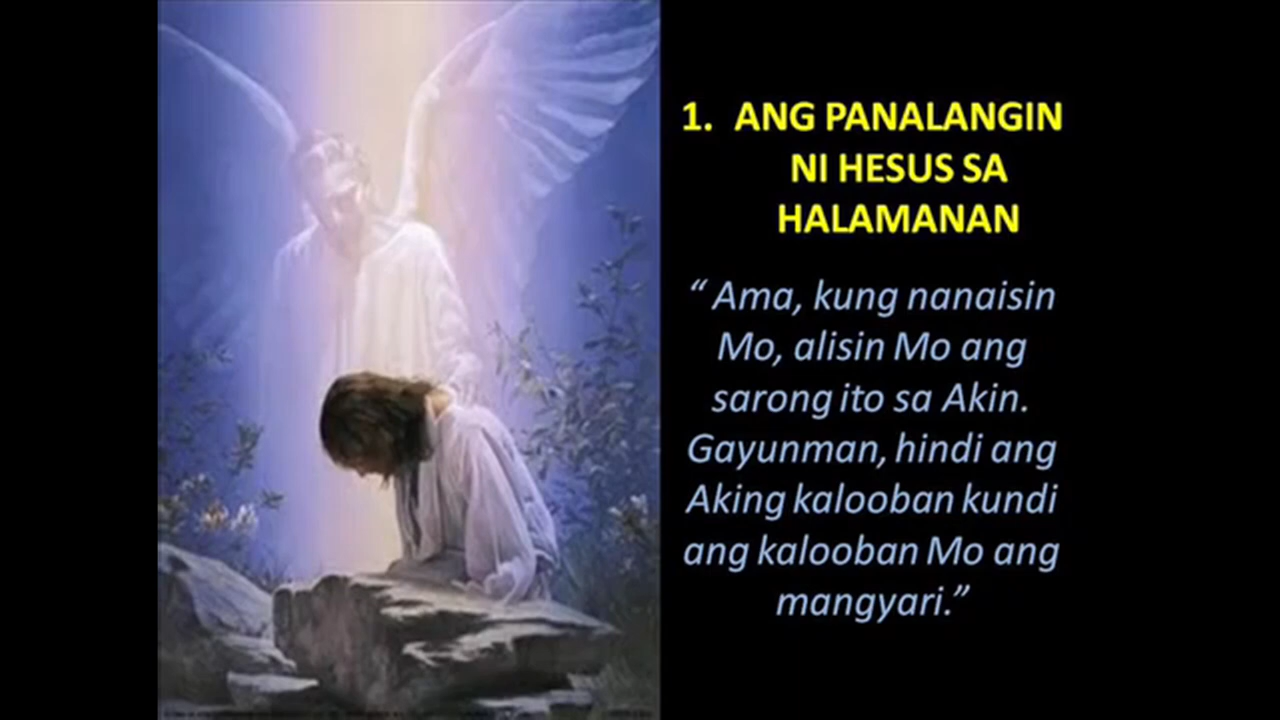 1. ANG PANALANGIN
NI HESUS SA
HALAMANAN
“ Ama, kung nanaisin
Mo, alisin Mo ang
sarong ito sa Akin.
Gayunman, hindi ang
Aking kalooban kundi
ang kalooban Mo ang
mangyari.”